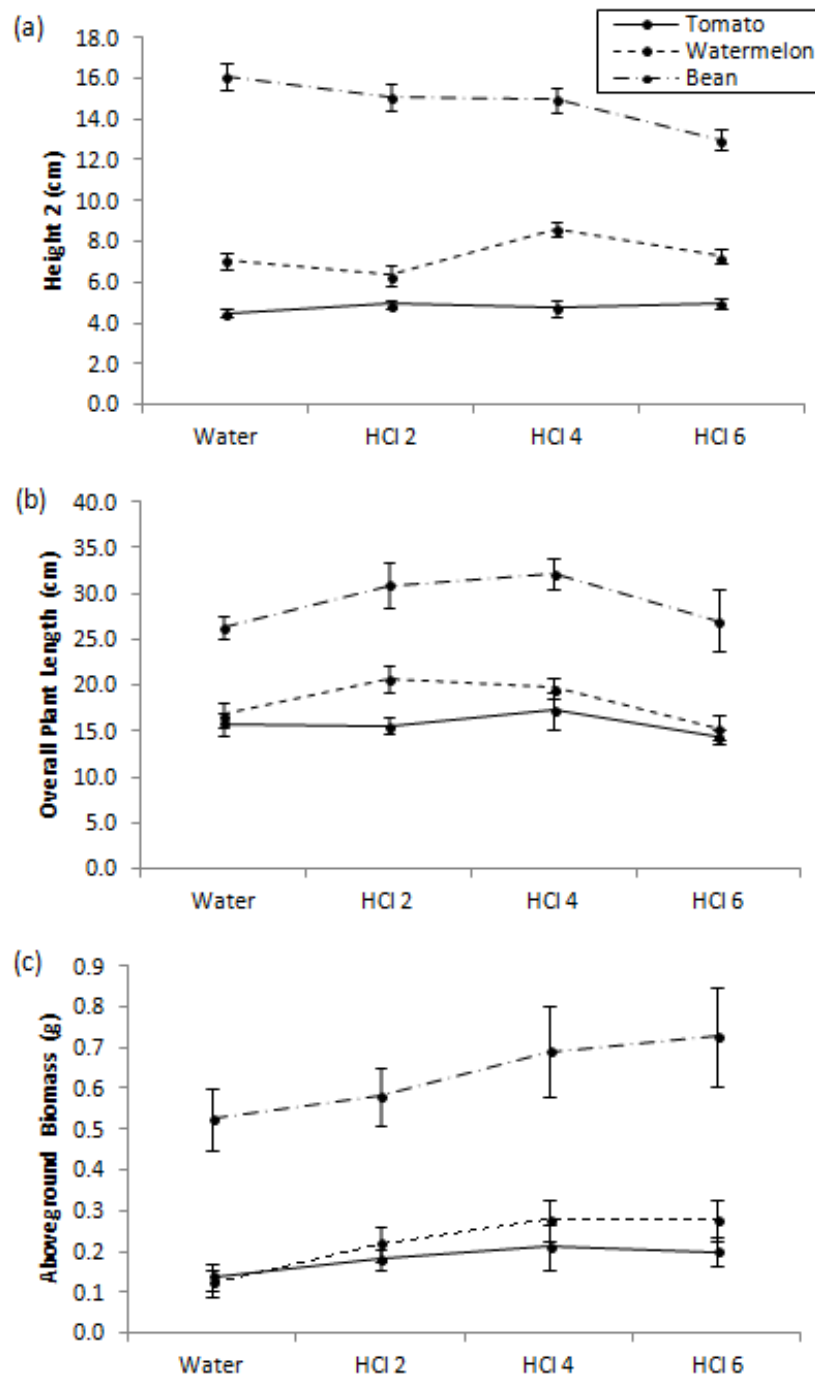 (a)
Tomato
Watermelon
Bean
Height 2 (cm)
18.0
16.0
14.0
12.0
10.0
8.0
6.0
4.0
2.0
0.0
Water HCl 2 HCl 4 HCl 6
(b)
Overall Plant Length (cm)
40.0
35.0
30.0
25.0
20.0
15.0
10.0
5.0
0.0
Water HCl 2 HCl 4 HCl 6
(c)
Aboveground Biomass (g)
0.9
0.8
0.7
0.6
0.5
0.4
0.3
0.2
0.1
0.0
Water HCl 2 HCl 4 HCl 6